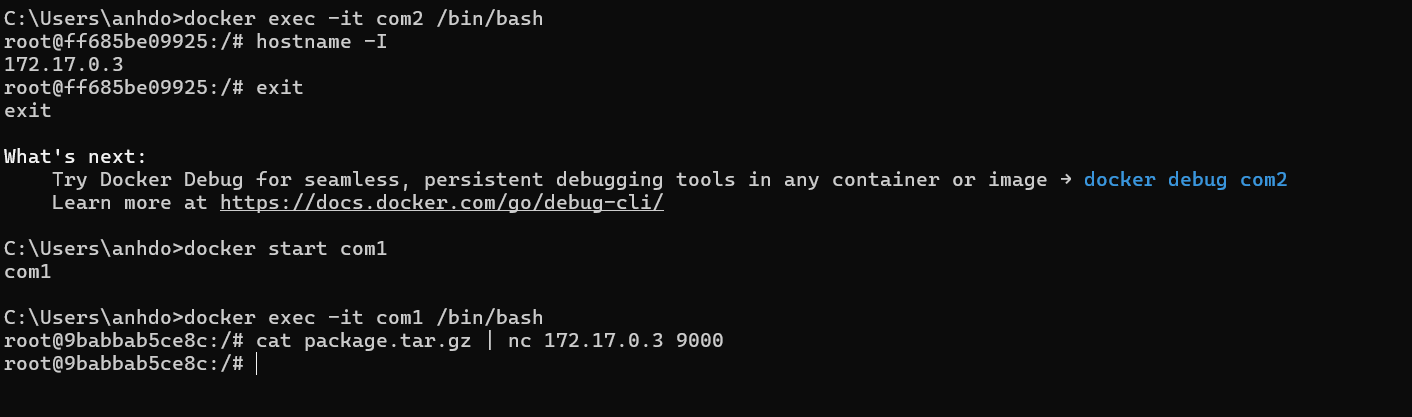 C:\Users\anhdo>docker exec -it com2 /bin/bash
root@ff685be09925:/# hostname -I
172.17.0.3
root@ff685be09925:/# exit
exit
What's next:
Try Docker Debug for seamless, persistent debugging tools in any container or image → docker debug com2
Learn more at https://docs.docker.com/go/debug-cli/
C:\Users\anhdo>docker start com1
com1
C:\Users\anhdo>docker exec -it com1 /bin/bash
root@9babbab5ce8c:/# cat package.tar.gz | nc 172.17.0.3 9000
root@9babbab5ce8c:/#